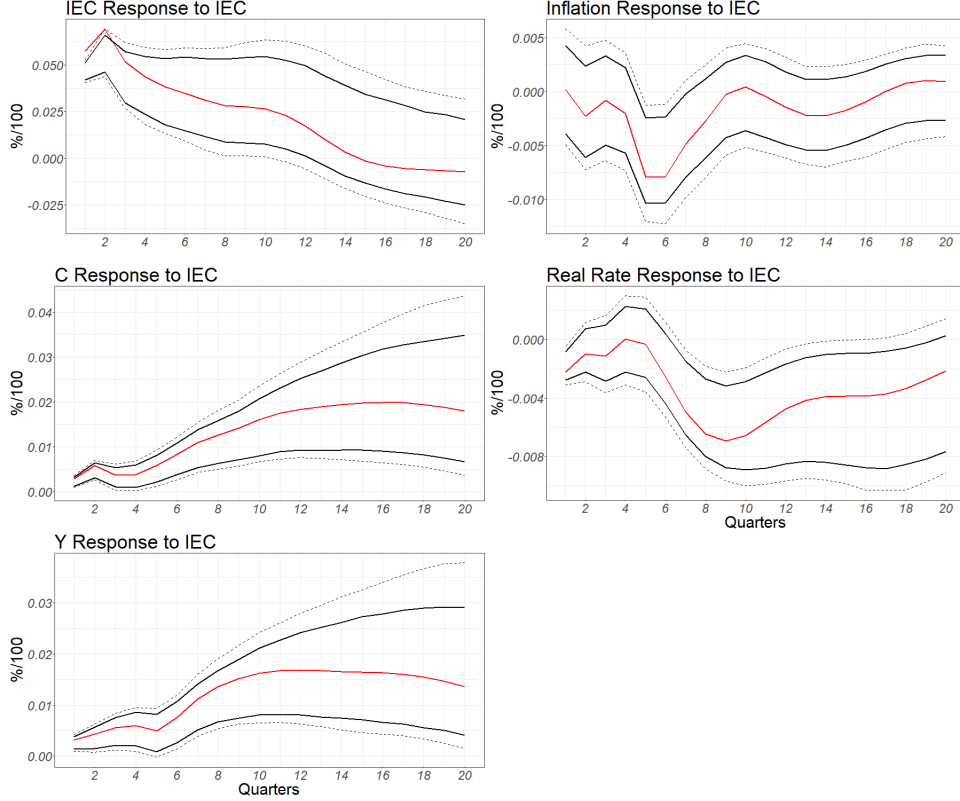 IEC Response to IEC
%/100
0.050
0.025
0.000
-0.025
2 4 6 8 10 12 14 16 18 20
Inflation Response to IEC
%/100
0.005
0.000
-0.005
-0.010
2 4 6 8 10 12 14 16 18 20
C Response to IEC
%/100
0.04
0.03
0.02
0.01
0.00
2 4 6 8 10 12 14 16 18 20
Real Rate Response to IEC
%/100
0.000
-0.004
-0.008
2 4 6 8 10 12 14 16 18 20
Quarters
Y Response to IEC
%/100
0.03
0.02
0.01
0.00
2 4 6 8 10 12 14 16 18 20
Quarters